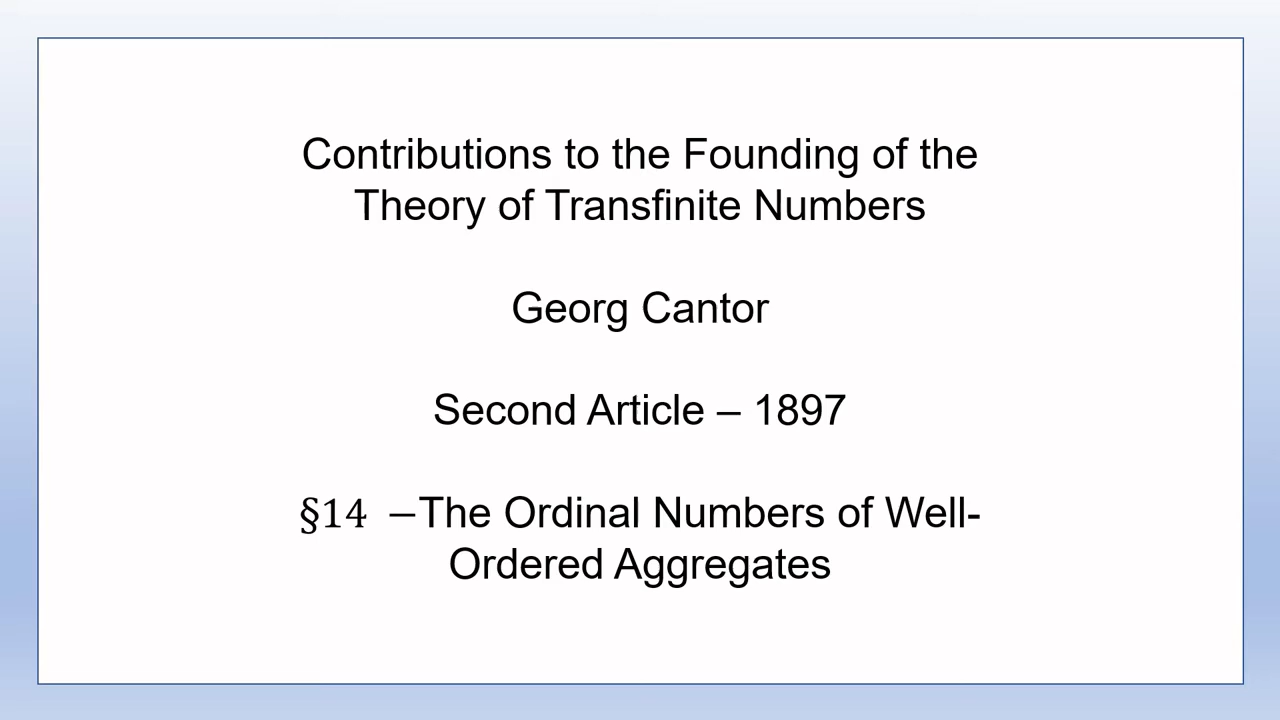 Contributions to the Founding of the
Theory of Transfinite Numbers
Georg Cantor
Second Article – 1897
§14 −The Ordinal Numbers of Well-
Ordered Aggregates